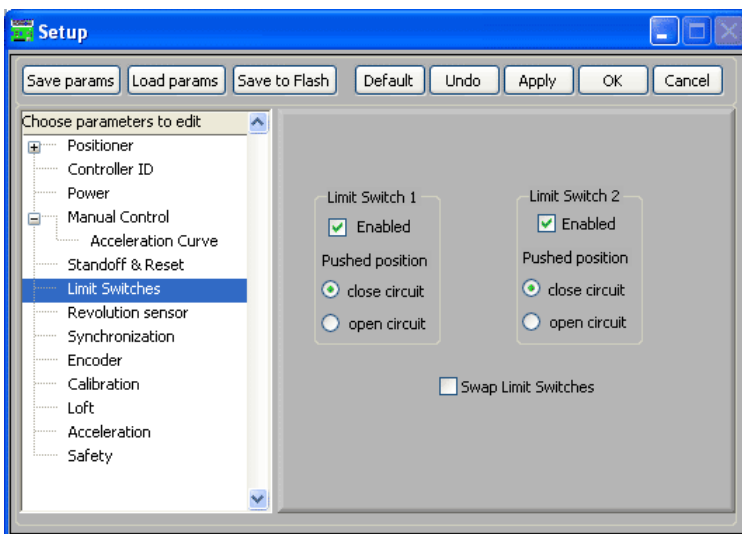 Setup
Save params Load params Save to Flash Default Undo Apply OK Cancel
Choose parameters to edit
Positioner
Controller ID
Power
Manual Control
Acceleration Curve
Standoff & Reset
Limit Switches
Revolution sensor
Synchronization
Encoder
Calibration
Loft
Acceleration
Safety
Limit Switch 1
Enabled
Pushed position
close circuit
open circuit
Limit Switch 2
Enabled
Pushed position
close circuit
open circuit
Swap Limit Switches